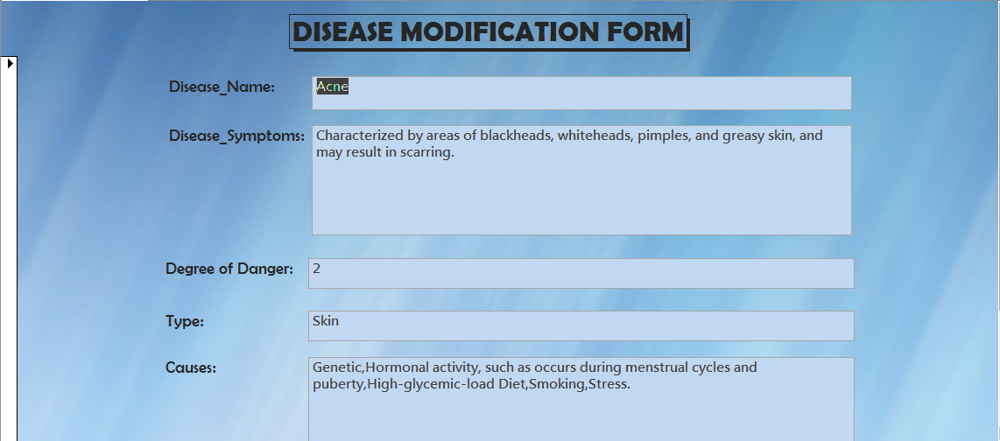 DISEASE MODIFICATION FORM
Disease_Name: Acne
Disease_Symptoms: Characterized by areas of blackheads, whiteheads, pimples, and greasy skin, and
may result in scarring.
Degree of Danger: 2
Type: Skin
Causes: Genetic,Hormonal activity, such as occurs during menstrual cycles and
puberty,High-glycemic-load Diet,Smoking,Stress.